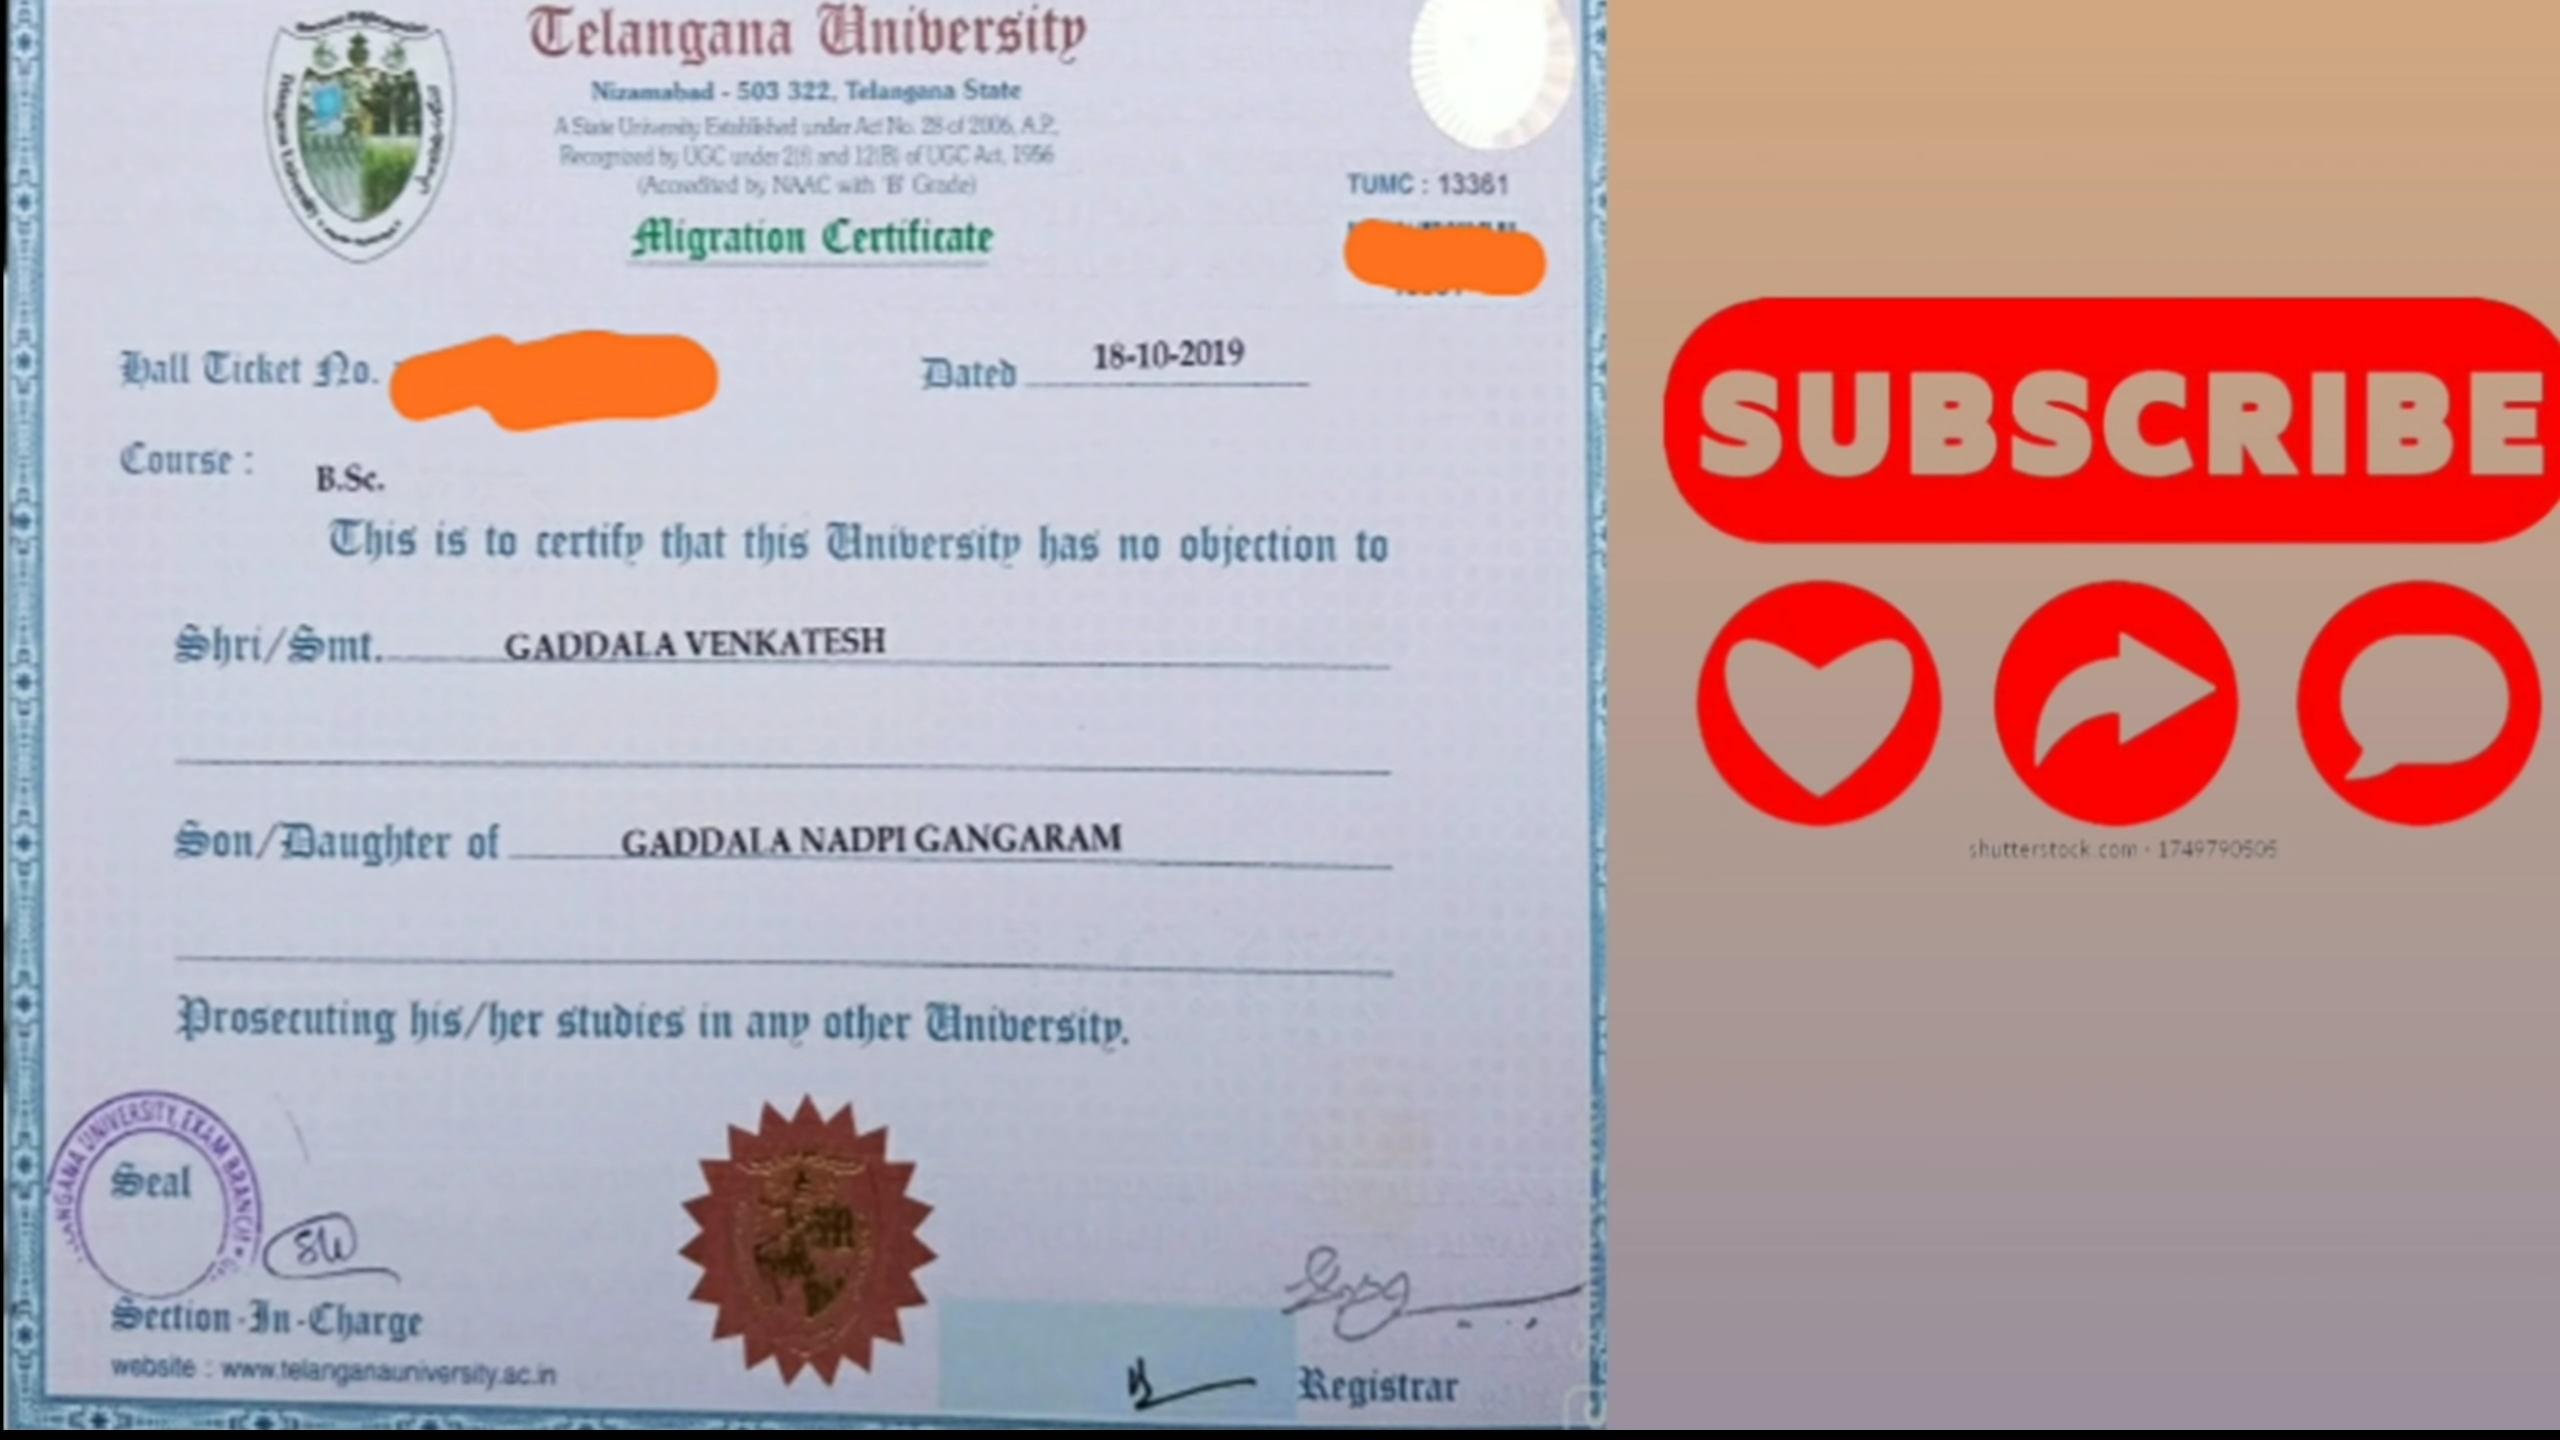 Telangana University
Nizamabad - 503 322, Telangana State
A State University Established under Act No. 28 of 2006, A.P.,
Recognized by UGC under 2(f) and 12(B) of UGC Act, 1956
(Accredited by NAAC with 'B' Grade)
Migration Certificate
TUMC : 13361
Hall Ticket No.
Dated 18-10-2019
Course : B.Sc.
This is to certify that this University has no objection to
Shri/Smt. GADDALA VENKATESH
Son/Daughter of GADDALA NADPI GANGARAM
Prosecuting his/her studies in any other University.
UNIVERSITY, EXAM BRANCH
Seal
Section-In-Charge
Registrar
website : www.telanganauniversity.ac.in
SUBSCRIBE
shutterstock.com · 1749790505